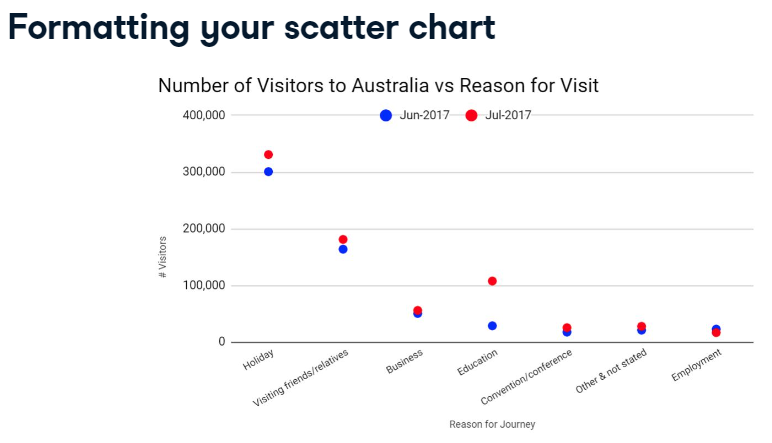 Formatting your scatter chart
Number of Visitors to Australia vs Reason for Visit
400,000
Jun-2017 Jul-2017
300,000
200,000
100,000
0
# Visitors
Holiday
Visiting friends/relatives
Business
Education
Convention/conference
Other & not stated
Employment
Reason for Journey